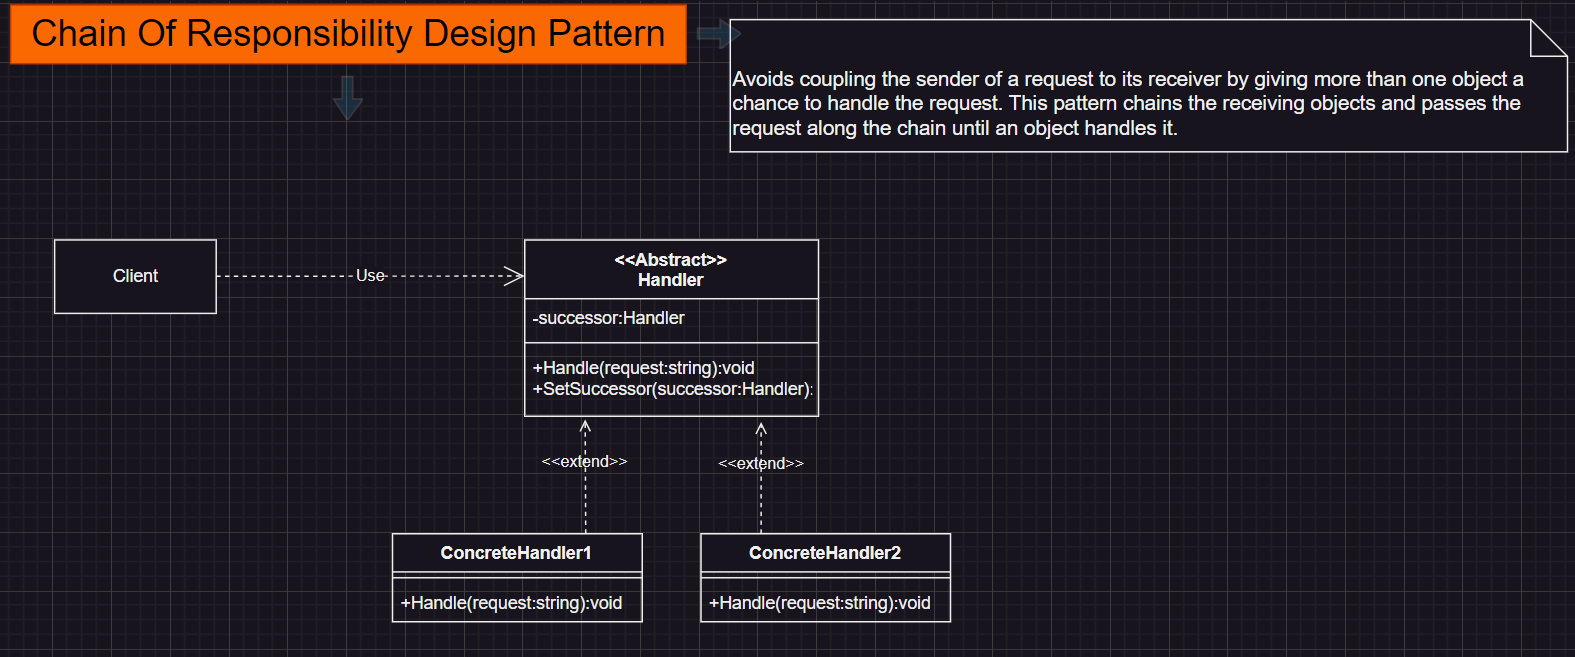 Chain Of Responsibility Design Pattern
Avoids coupling the sender of a request to its receiver by giving more than one object a
chance to handle the request. This pattern chains the receiving objects and passes the
request along the chain until an object handles it.
Client
Use
<<Abstract>>
Handler
-successor:Handler
+Handle(request:string):void
+SetSuccessor(successor:Handler):
<<extend>>
<<extend>>
ConcreteHandler1
+Handle(request:string):void
ConcreteHandler2
+Handle(request:string):void